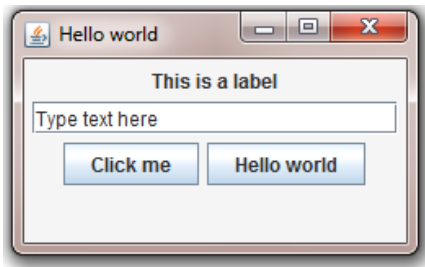 Hello world
This is a label
Type text here
Click me Hello world